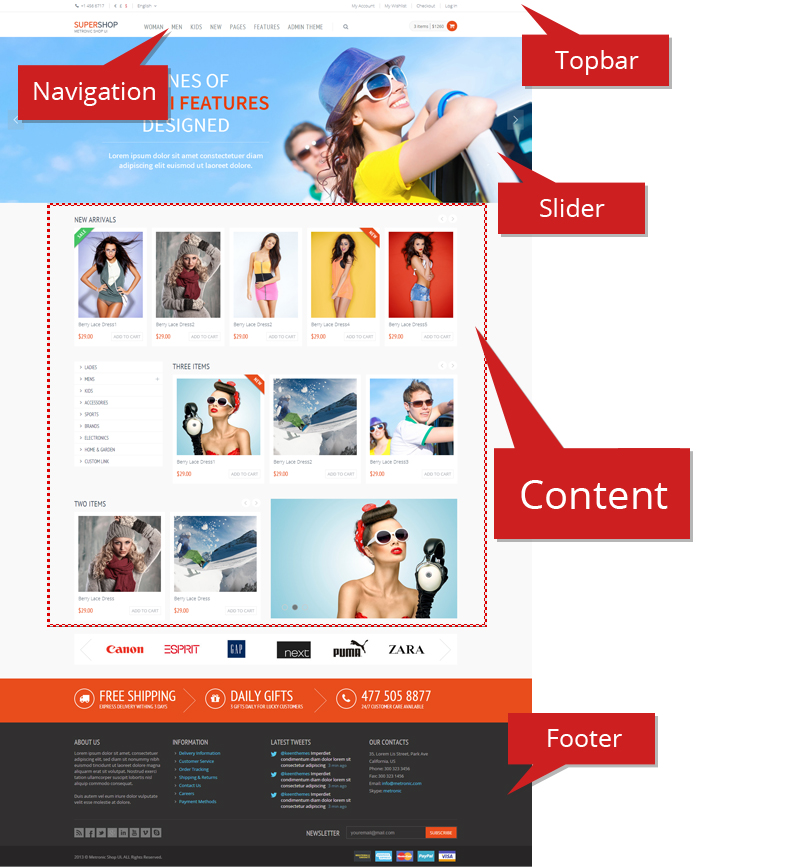 +1 456 6717
€ £ $
English
My Account
My Wishlist
Checkout
Log In
SUPERSHOP
METRONIC SHOP UI
WOMAN MEN KIDS NEW PAGES FEATURES ADMIN THEME
3 Items $1260
Topbar
Navigation
NES OF
I FEATURES
DESIGNED
Lorem ipsum dolor sit amet constectetuer diam
adipiscing elit euismod ut laoreet dolore.
Slider
NEW ARRIVALS
SALE
NEW
Berry Lace Dress1
$29.00 ADD TO CART
Berry Lace Dress2
$29.00 ADD TO CART
Berry Lace Dress3
$29.00 ADD TO CART
Berry Lace Dress4
$29.00 ADD TO CART
Berry Lace Dress5
$29.00 ADD TO CART
LADIES
MENS
KIDS
ACCESSORIES
SPORTS
BRANDS
ELECTRONICS
HOME & GARDEN
CUSTOM LINK
THREE ITEMS
NEW
Berry Lace Dress1
$29.00 ADD TO CART
Berry Lace Dress2
$29.00 ADD TO CART
Berry Lace Dress3
$29.00 ADD TO CART
Content
TWO ITEMS
Berry Lace Dress
$29.00 ADD TO CART
Berry Lace Dress
$29.00 ADD TO CART
Canon ESPRIT GAP next PUMA ZARA
FREE SHIPPING
EXPRESS DELIVERY WITHING 3 DAYS
DAILY GIFTS
3 GIFTS DAILY FOR LUCKY CUSTOMERS
477 505 8877
24/7 CUSTOMER CARE AVAILABLE
Footer
ABOUT US
Lorem ipsum dolor sit amet, consectetuer
adipiscing elit, sed diam nonummy nibh
euismod tincidunt ut laoreet dolore magna
aliquarm erat sit volutpat. Nostrud exerci
tation ullamcorper suscipit lobortis nisl
aliquip commodo consequat.
Duis autem vel eum iriure dolor vulputate
velit esse molestie at dolore.
INFORMATION
Delivery Information
Customer Service
Order Tracking
Shipping & Returns
Contact Us
Careers
Payment Methods
LATEST TWEETS
@keenthemes Imperdiet
condimentum diam dolor lorem sit
consectetur adipiscing 3 min ago
@keenthemes Imperdiet
condimentum diam dolor lorem sit
consectetur adipiscing 3 min ago
@keenthemes Imperdiet
condimentum diam dolor lorem sit
consectetur adipiscing 3 min ago
OUR CONTACTS
35, Lorem Lis Street, Park Ave
California, US
Phone: 300 323 3456
Fax: 300 323 1456
Email: info@metronic.com
Skype: metronic
NEWSLETTER
youremail@mail.com
SUBSCRIBE
2013 © Metronic Shop UI. ALL Rights Reserved.
PayPal
VISA